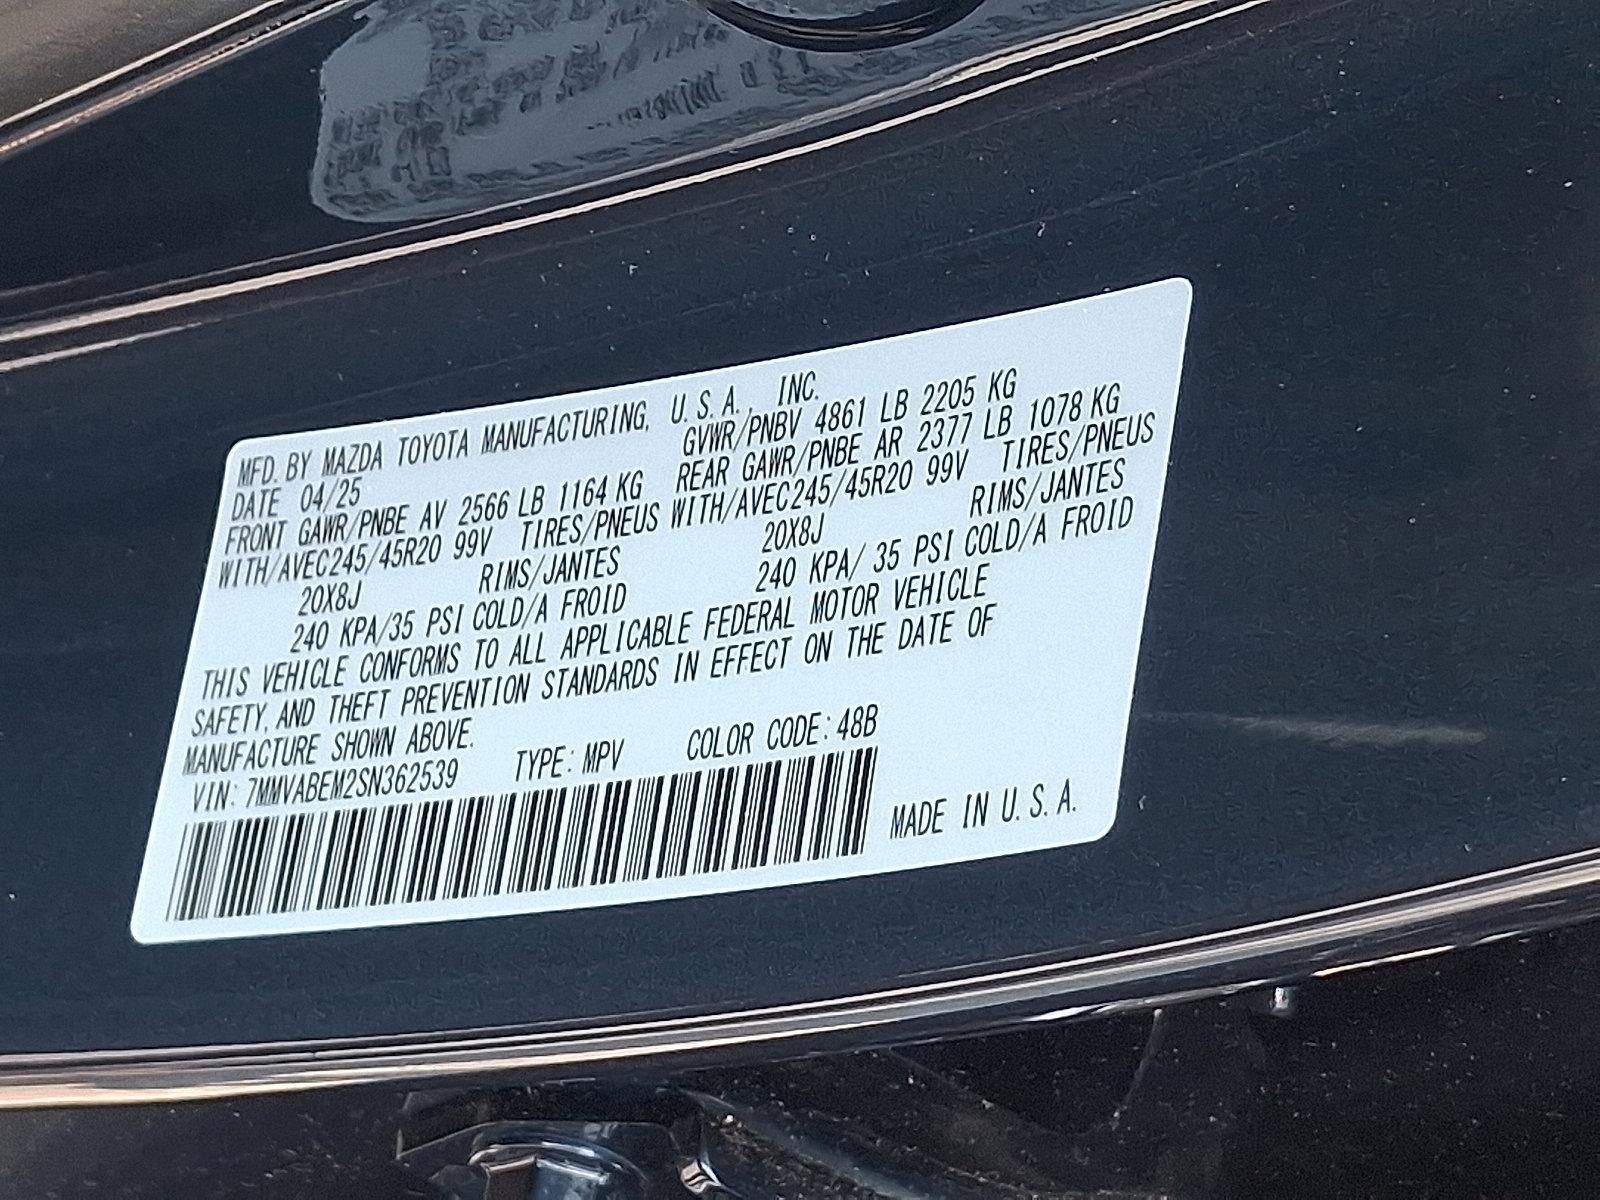 MFD. BY MAZDA TOYOTA MANUFACTURING, U.S.A., INC.
DATE 04/25 GVWR/PNBV 4861 LB 2205 KG
FRONT GAWR/PNBE AV 2566 LB 1164 KG REAR GAWR/PNBE AR 2377 LB 1078 KG
WITH/AVEC245/45R20 99V TIRES/PNEUS WITH/AVEC245/45R20 99V TIRES/PNEUS
20X8J RIMS/JANTES 20X8J RIMS/JANTES
240 KPA/35 PSI COLD/A FROID 240 KPA/ 35 PSI COLD/A FROID
THIS VEHICLE CONFORMS TO ALL APPLICABLE FEDERAL MOTOR VEHICLE
SAFETY, AND THEFT PREVENTION STANDARDS IN EFFECT ON THE DATE OF
MANUFACTURE SHOWN ABOVE.
VIN: 7MMVABEM2SN362539 TYPE: MPV COLOR CODE: 48B
MADE IN U.S.A.